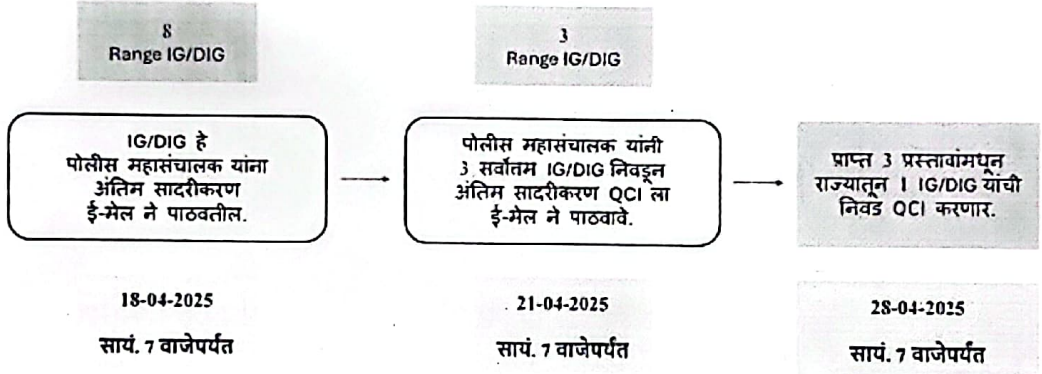 8
Range IG/DIG
3
Range IG/DIG
IG/DIG हे
पोलीस महासंचालक यांना
अंतिम सादरीकरण
ई-मेल ने पाठवतील.
पोलीस महासंचालक यांनी
3 सर्वोतम IG/DIG निवडून
अंतिम सादरीकरण QCI ला
ई-मेल ने पाठवावे.
प्राप्त 3 प्रस्तावांमधून
राज्यातून 1 IG/DIG यांची
निवड QCI करणार.
18-04-2025
सायं. 7 वाजेपर्यंत
21-04-2025
सायं. 7 वाजेपर्यंत
28-04-2025
सायं. 7 वाजेपर्यंत